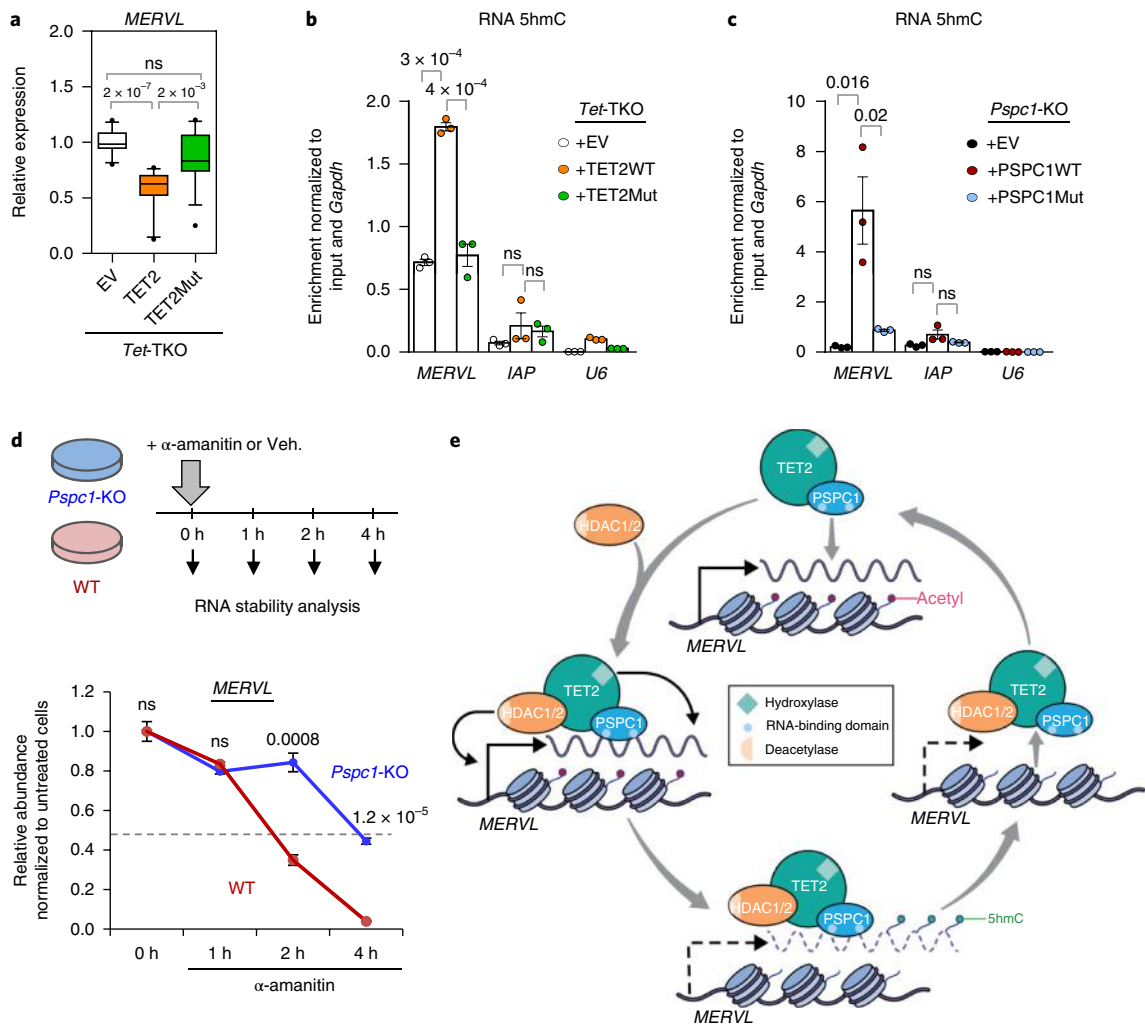 a
MERVL
Relative expression
2.0
1.5
1.0
0.5
0.0
ns
2 × 10⁻⁷
2 × 10⁻³
EV
TET2
TET2Mut
Tet-TKO
b
RNA 5hmC
Enrichment normalized to
input and Gapdh
3 × 10⁻⁴
4 × 10⁻⁴
2.0
1.5
1.0
0.5
0.0
Tet-TKO
+EV
+TET2WT
+TET2Mut
ns
ns
MERVL
IAP
U6
c
RNA 5hmC
Enrichment normalized to
input and Gapdh
0.016
0.02
10
8
6
4
2
0
Pspc1-KO
+EV
+PSPC1WT
+PSPC1Mut
ns
ns
MERVL
IAP
U6
d
+ α-amanitin or Veh.
Pspc1-KO
WT
0 h
1 h
2 h
4 h
RNA stability analysis
Relative abundance
normalized to untreated cells
1.2
1.0
0.8
0.6
0.4
0.2
0.0
MERVL
ns
ns
0.0008
Pspc1-KO
1.2 × 10⁻⁵
WT
0 h
1 h
2 h
4 h
α-amanitin
e
TET2
PSPC1
HDAC1/2
Acetyl
MERVL
TET2
HDAC1/2
PSPC1
MERVL
Hydroxylase
RNA-binding domain
Deacetylase
TET2
HDAC1/2
PSPC1
MERVL
TET2
HDAC1/2
PSPC1
5hmC
MERVL